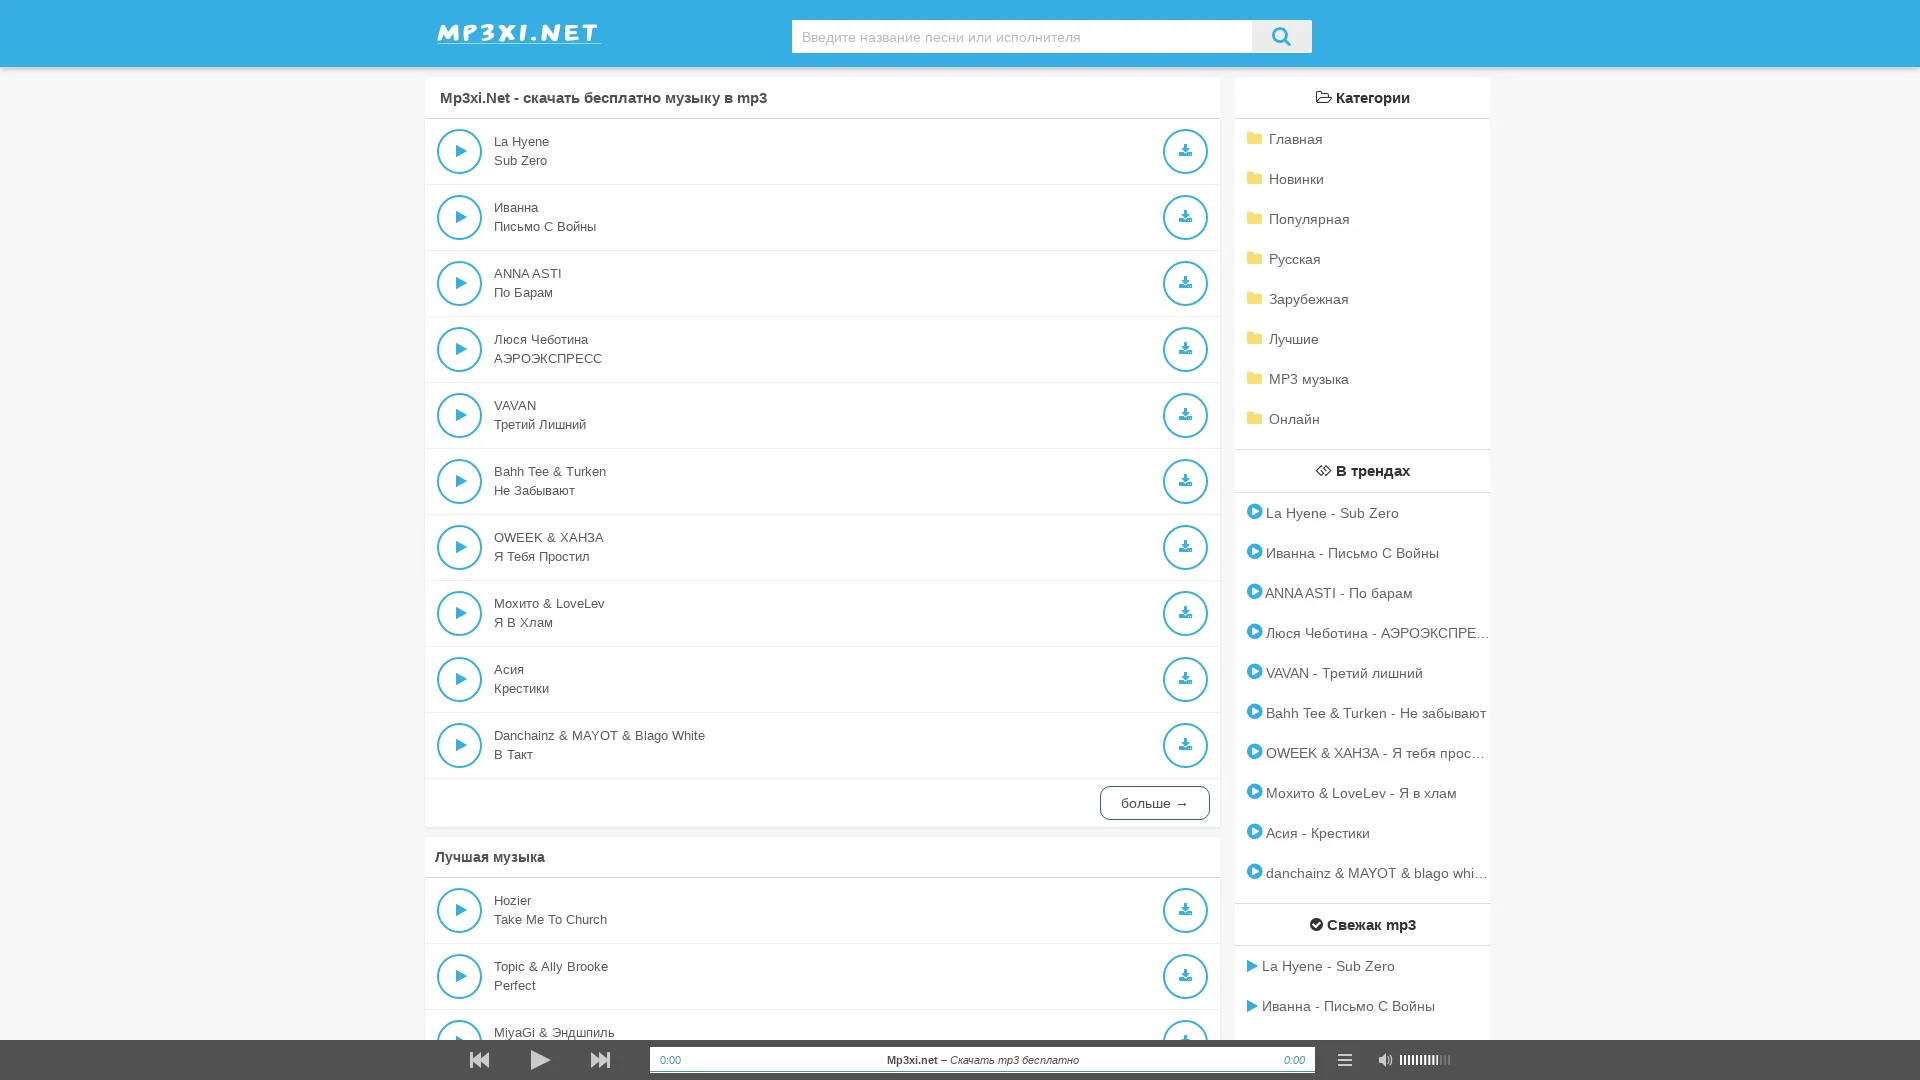 MP3XI.NET
Введите название песни или исполнителя
Mp3xi.Net - скачать бесплатно музыку в mp3
La Hyene
Sub Zero
Иванна
Письмо С Войны
ANNA ASTI
По Барам
Люся Чеботина
АЭРОЭКСПРЕСС
VAVAN
Третий Лишний
Bahh Tee & Turken
Не Забывают
OWEEK & ХАНЗА
Я Тебя Простил
Мохито & LoveLev
Я В Хлам
Асия
Крестики
Danchainz & MAYOT & Blago White
В Такт
больше →
Лучшая музыка
Hozier
Take Me To Church
Topic & Ally Brooke
Perfect
MiyaGi & Эндшпиль
Категории
Главная
Новинки
Популярная
Русская
Зарубежная
Лучшие
MP3 музыка
Онлайн
В трендах
La Hyene - Sub Zero
Иванна - Письмо С Войны
ANNA ASTI - По барам
Люся Чеботина - АЭРОЭКСПРЕ...
VAVAN - Третий лишний
Bahh Tee & Turken - Не забывают
OWEEK & ХАНЗА - Я тебя прос...
Мохито & LoveLev - Я в хлам
Асия - Крестики
danchainz & MAYOT & blago whi...
Свежак mp3
La Hyene - Sub Zero
Иванна - Письмо С Войны
0:00
Mp3xi.net – Скачать mp3 бесплатно
0:00